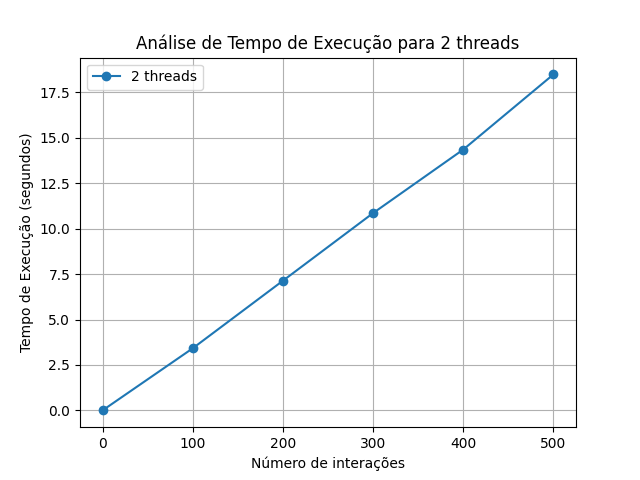 Análise de Tempo de Execução para 2 threads
2 threads
Tempo de Execução (segundos)
17.5
15.0
12.5
10.0
7.5
5.0
2.5
0.0
0 100 200 300 400 500
Número de interações